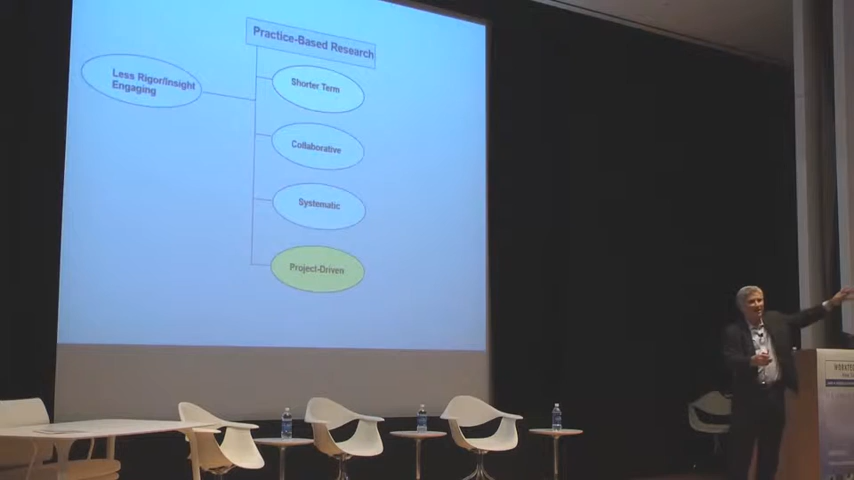 Practice-Based Research
Less Rigor/Insight
Engaging
Shorter Term
Collaborative
Systematic
Project-Driven